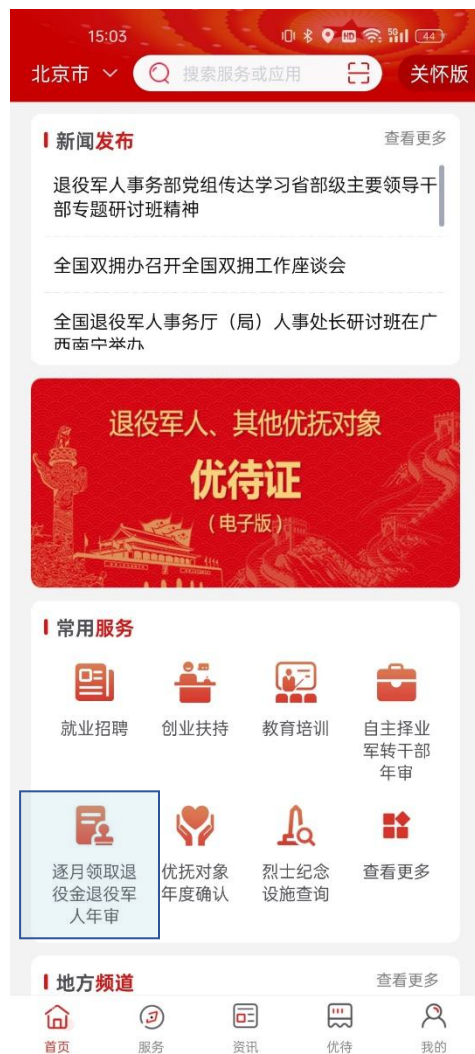 15:03
HD 5G 44
北京市 搜索服务或应用 关怀版
新闻发布 查看更多
退役军人事务部党组传达学习省部级主要领导干
部专题研讨班精神
全国双拥办召开全国双拥工作座谈会
全国退役军人事务厅（局）人事处长研讨班在广
西南宁举办
退役军人、其他优抚对象
优待证
（电子版）
常用服务
就业招聘 创业扶持 教育培训 自主择业
军转干部
年审
逐月领取退
役金退役军
人年审
优抚对象
年度确认
烈士纪念
设施查询
查看更多
地方频道 查看更多
首页 服务 资讯 优待 我的